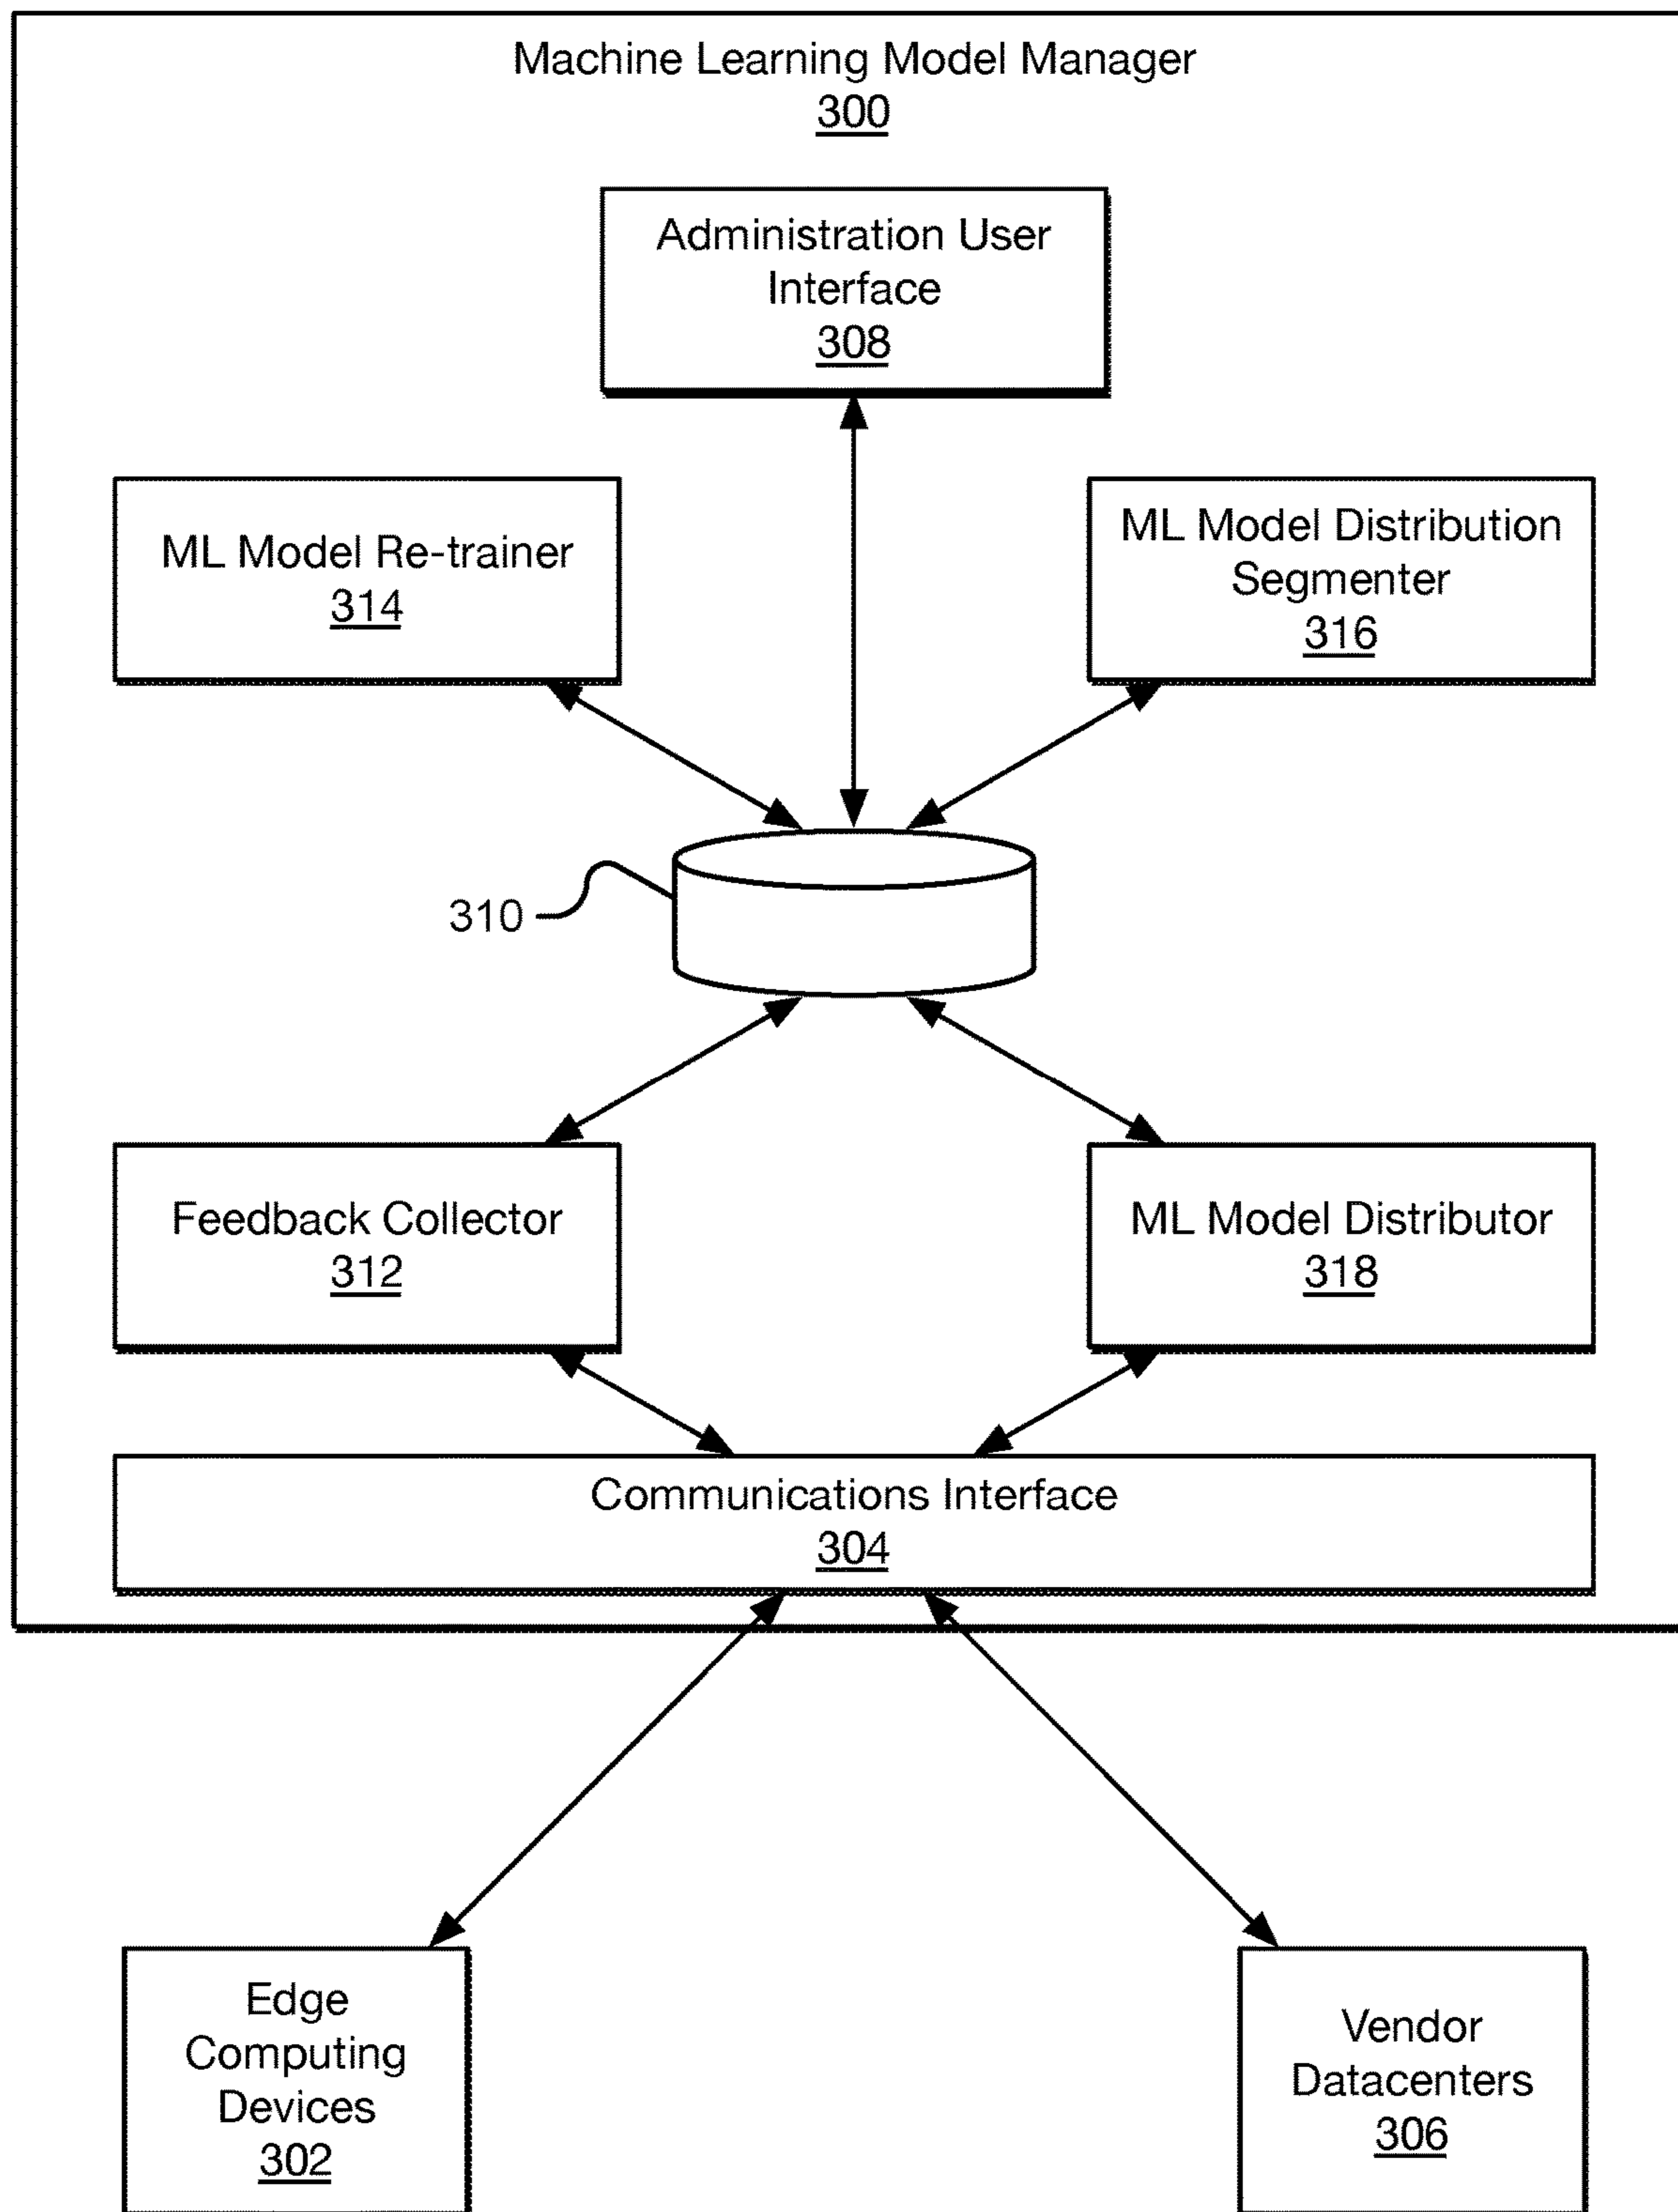 Machine Learning Model Manager
300
Administration User
Interface
308
ML Model Re-trainer
314
ML Model Distribution
Segmenter
316
310
Feedback Collector
312
ML Model Distributor
318
Communications Interface
304
Edge
Computing
Devices
302
Vendor
Datacenters
306